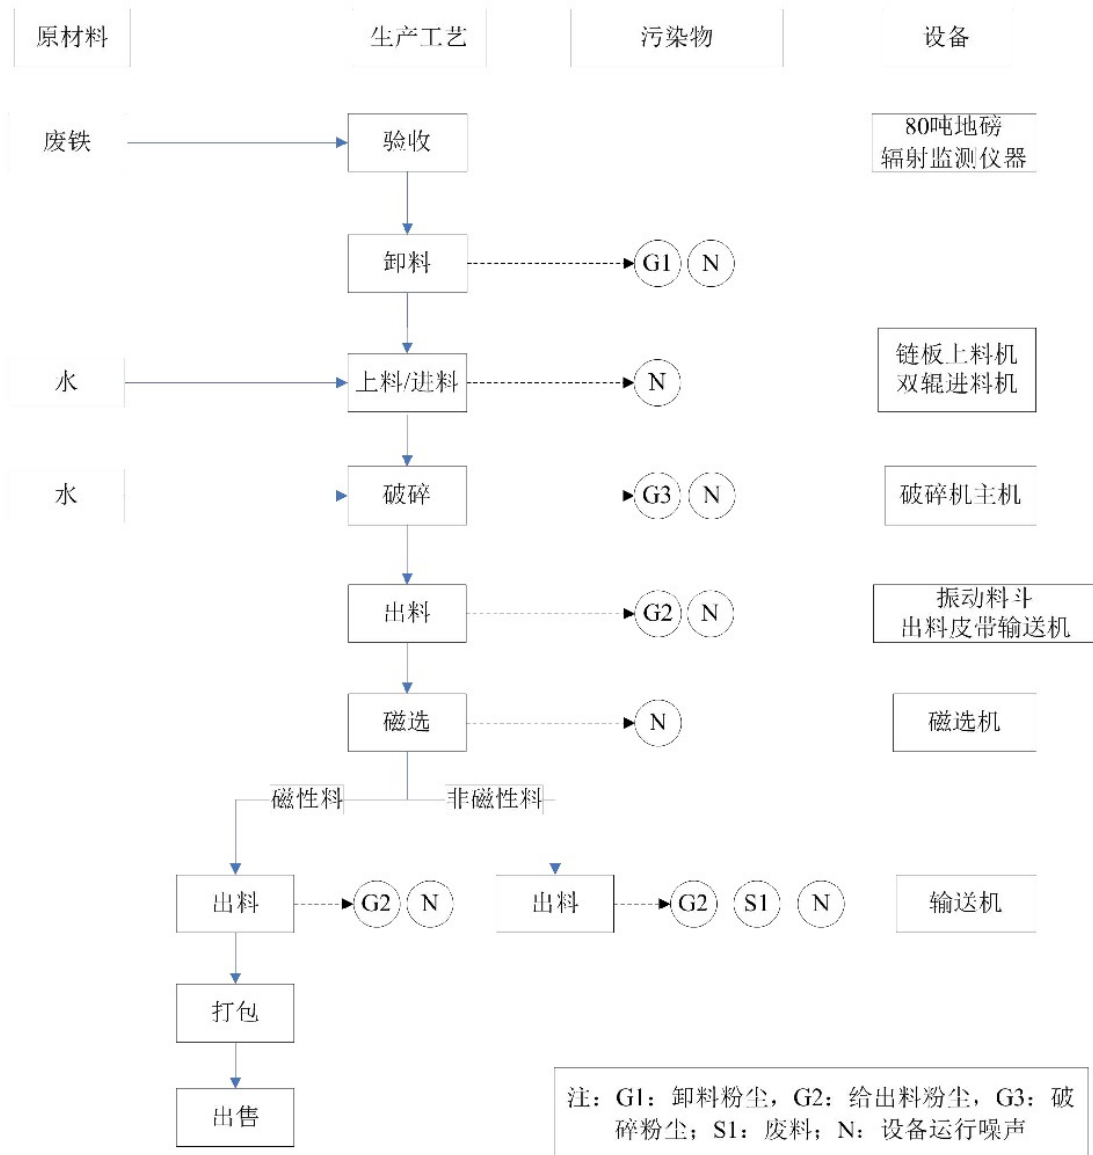 原材料
生产工艺
污染物
设备
废铁
验收
80吨地磅
辐射监测仪器
卸料
G1
N
水
上料/进料
N
链板上料机
双辊进料机
水
破碎
G3
N
破碎机主机
出料
G2
N
振动料斗
出料皮带输送机
磁选
N
磁选机
磁性料
非磁性料
出料
G2
N
出料
G2
S1
N
输送机
打包
出售
注：G1：卸料粉尘，G2：给出料粉尘，G3：破
碎粉尘；S1：废料；N：设备运行噪声